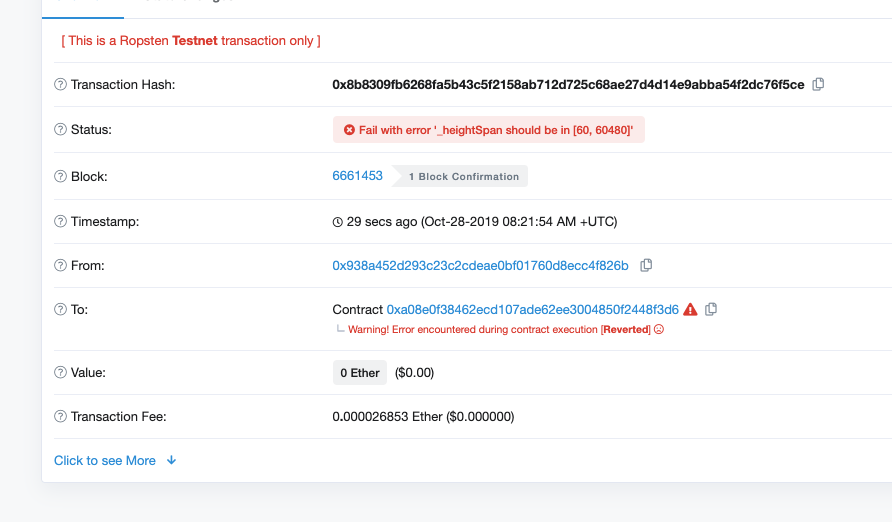 [ This is a Ropsten Testnet transaction only ]
Transaction Hash: 0x8b8309fb6268fa5b43c5f2158ab712d725c68ae27d4d14e9abba54f2dc76f5ce
Status: Fail with error '_heightSpan should be in [60, 60480]'
Block: 6661453 1 Block Confirmation
Timestamp: 29 secs ago (Oct-28-2019 08:21:54 AM +UTC)
From: 0x938a452d293c23c2cdeae0bf01760d8ecc4f826b
To: Contract 0xa08e0f38462ecd107ade62ee3004850f2448f3d6
Warning! Error encountered during contract execution [Reverted]
Value: 0 Ether ($0.00)
Transaction Fee: 0.000026853 Ether ($0.000000)
Click to see More